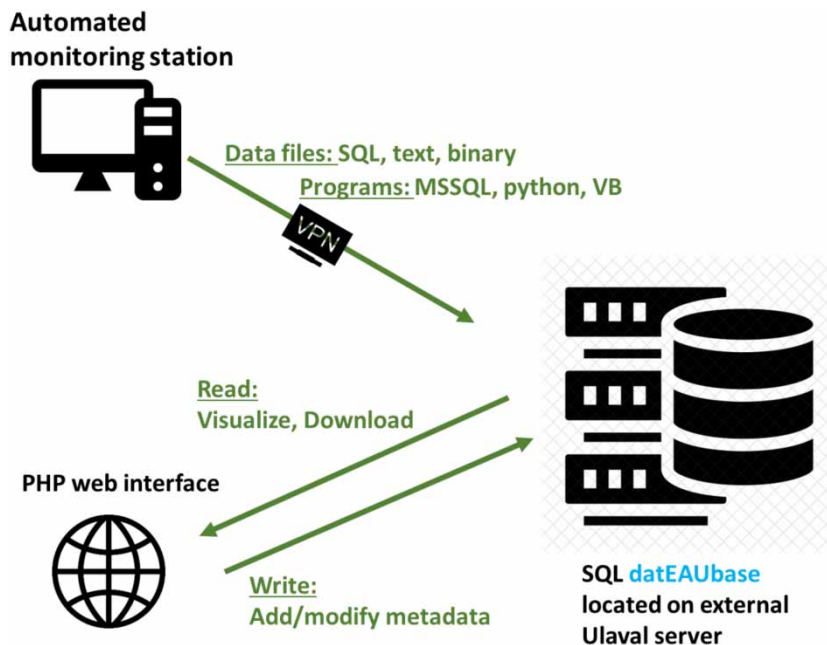 Automated
monitoring station
Data files: SQL, text, binary
Programs: MSSQL, python, VB
VPN
Read:
Visualize, Download
PHP web interface
Write:
Add/modify metadata
SQL datEAUbase
located on external
Ulaval server